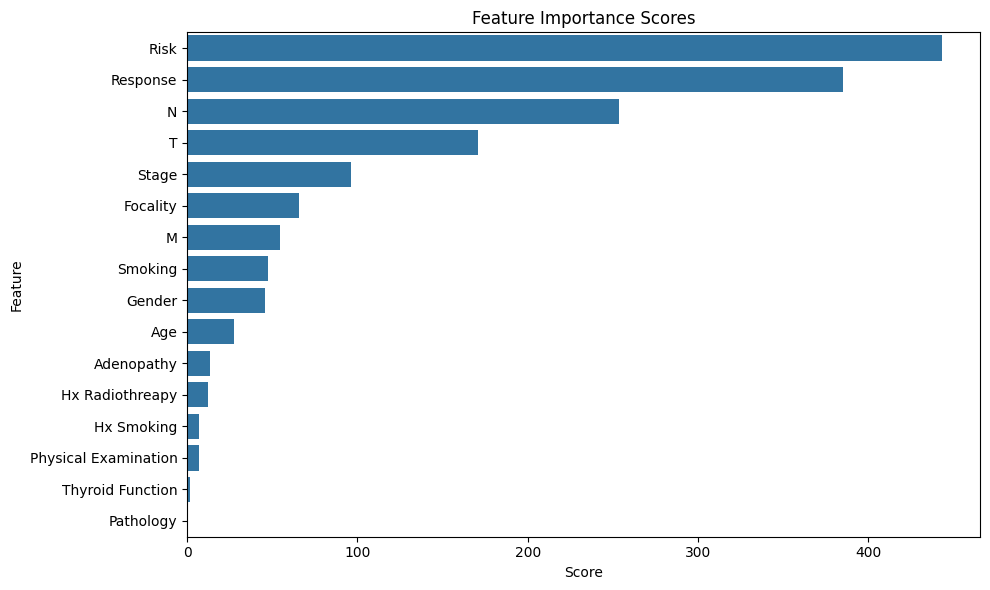 Feature Importance Scores
Feature
Risk
Response
N
T
Stage
Focality
M
Smoking
Gender
Age
Adenopathy
Hx Radiothreapy
Hx Smoking
Physical Examination
Thyroid Function
Pathology
0 100 200 300 400
Score